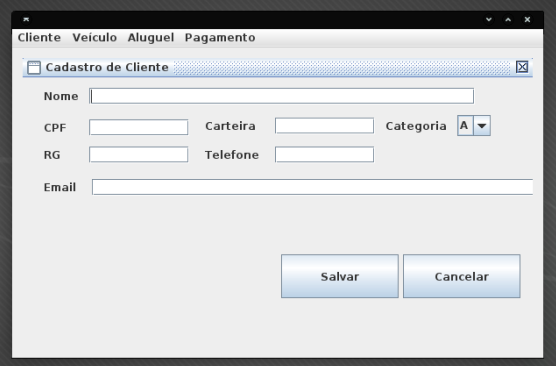 Cliente Veículo Aluguel Pagamento
Cadastro de Cliente
Nome
CPF Carteira Categoria A
RG Telefone
Email
Salvar Cancelar